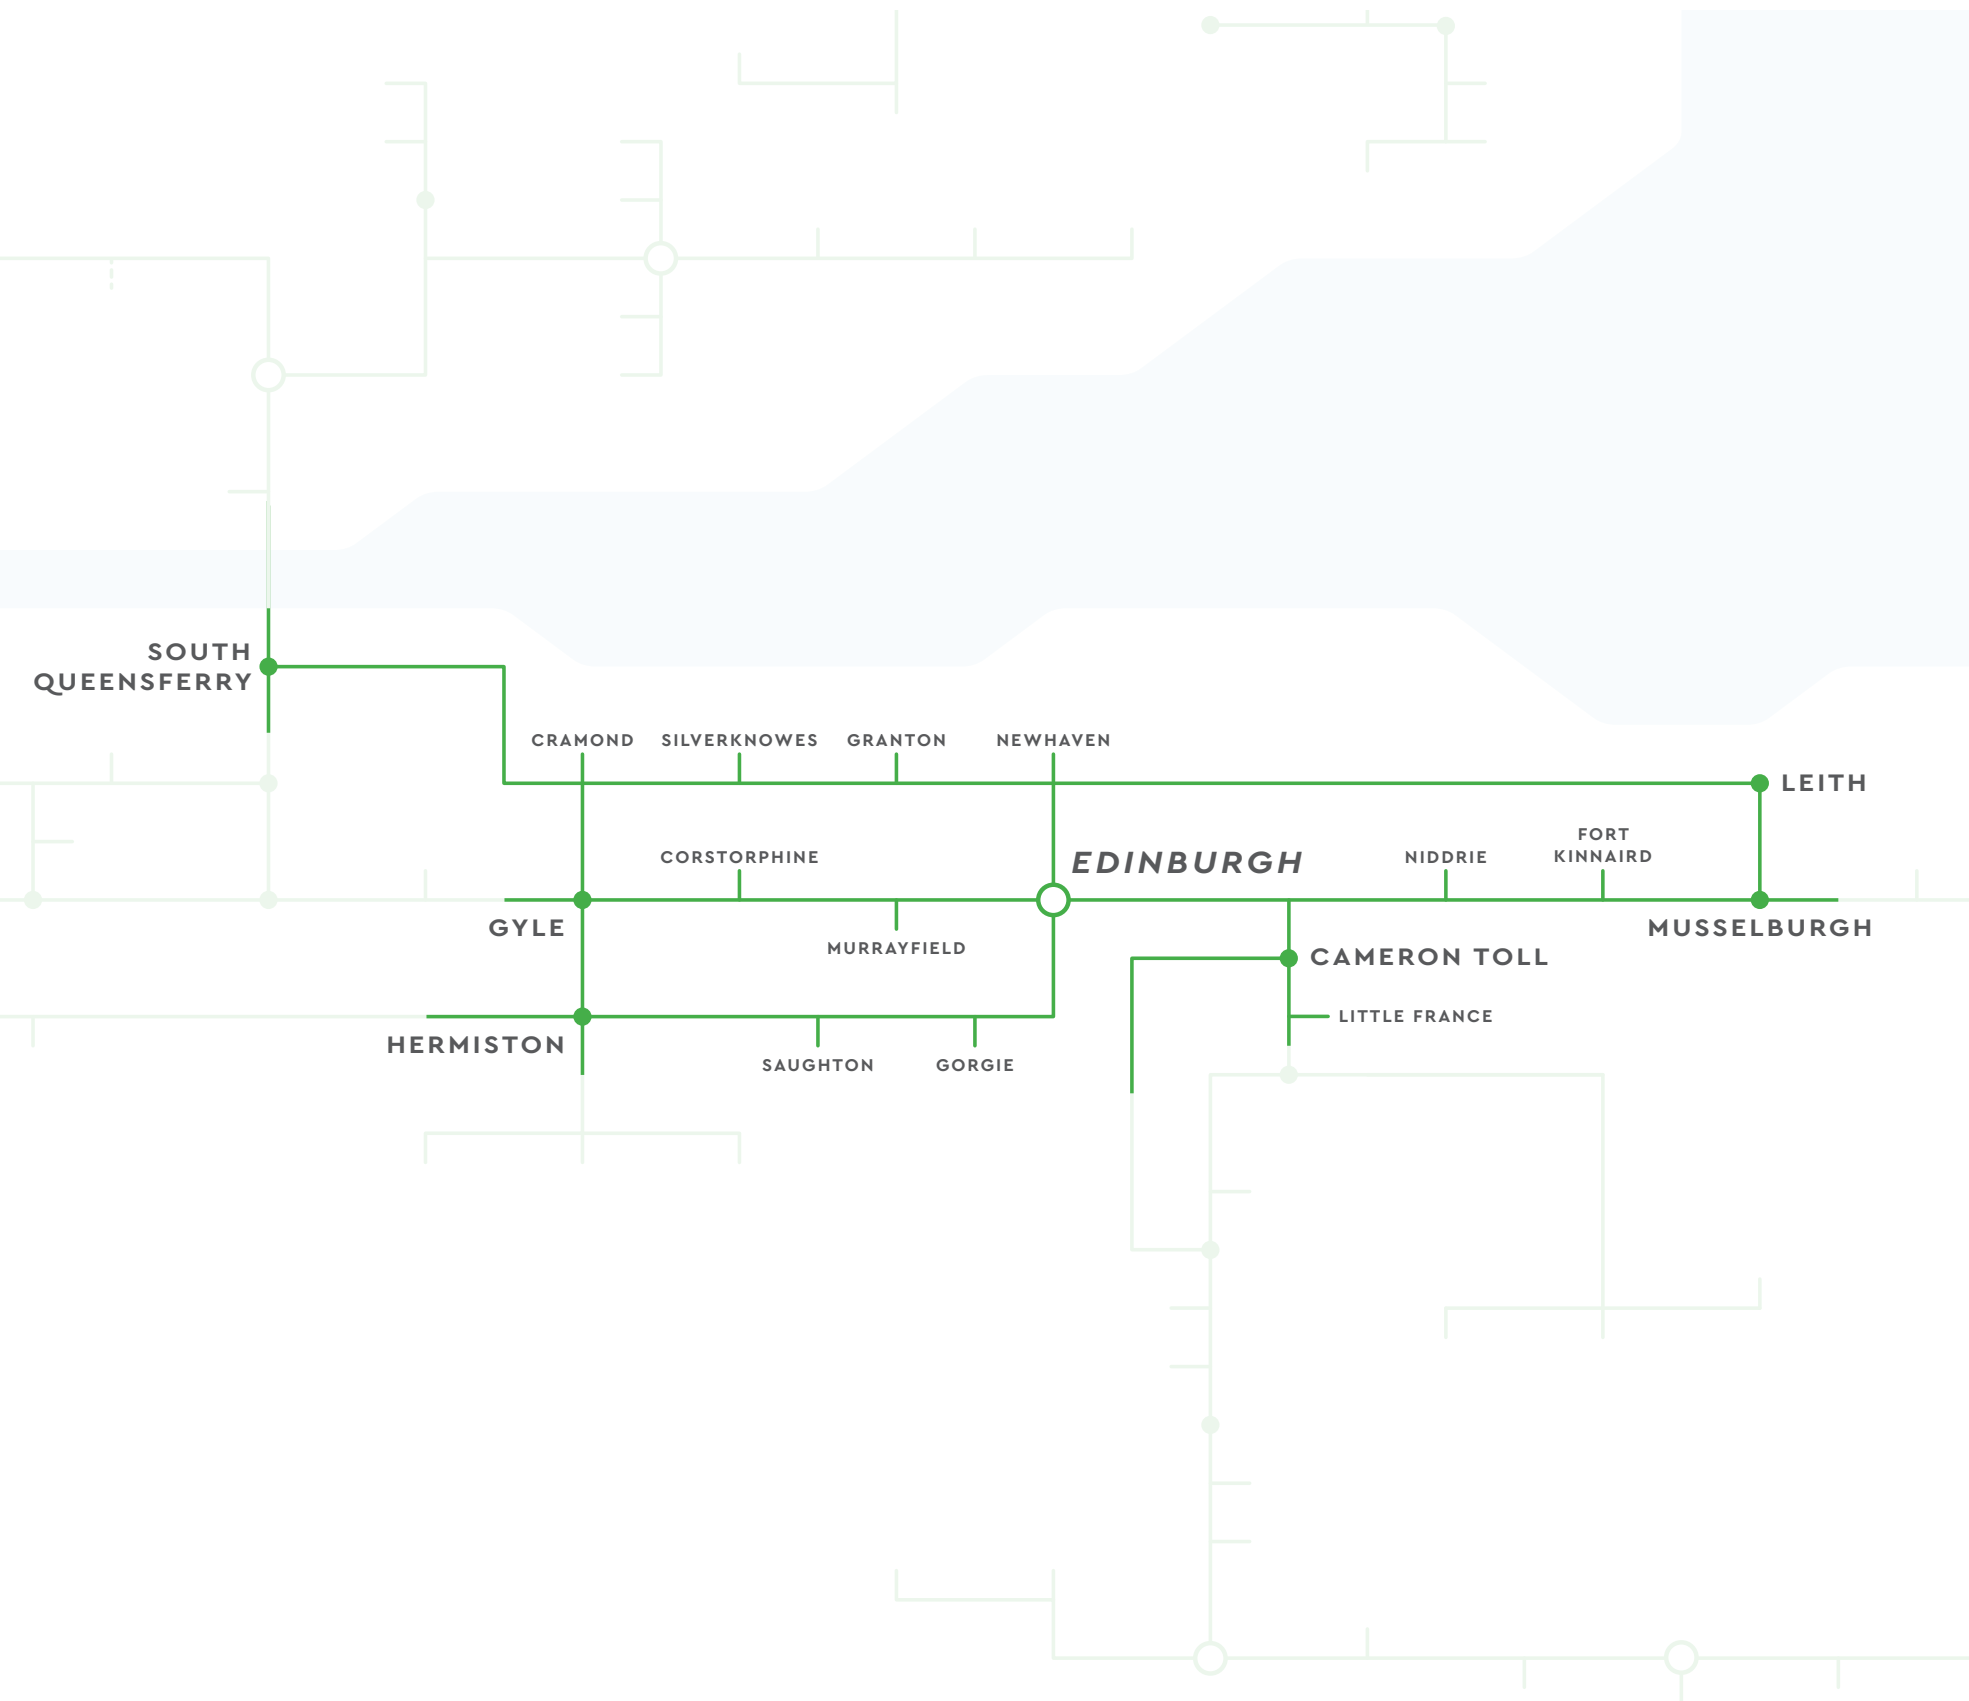 SOUTH
QUEENSFERRY
CRAMOND
SILVERKNOWES
GRANTON
NEWHAVEN
LEITH
CORSTORPHINE
EDINBURGH
NIDDRIE
FORT
KINNAIRD
GYLE
MURRAYFIELD
MUSSELBURGH
CAMERON TOLL
HERMISTON
LITTLE FRANCE
SAUGHTON
GORGIE